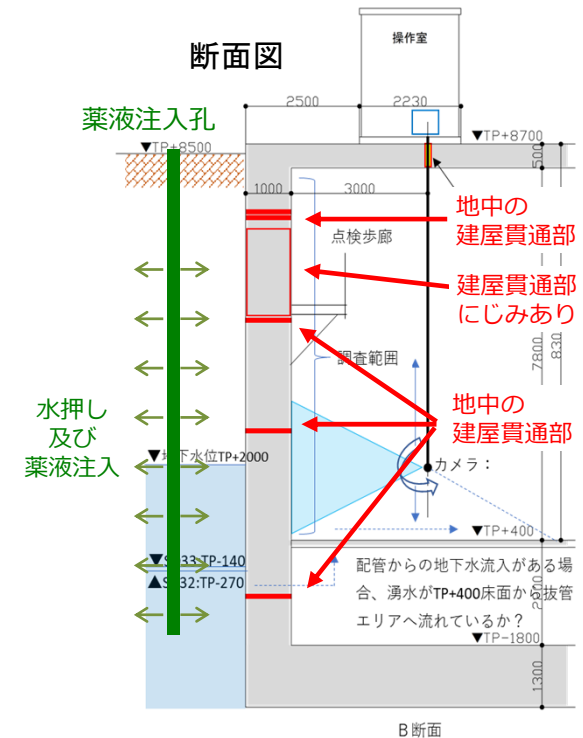 断面図
操作室
2500
2230
薬液注入孔
▼TP+8500
▼TP+8700
500
1000
3000
地中の
建屋貫通部
点検歩廊
建屋貫通部
にじみあり
調査範囲
7800
830
地中の
建屋貫通部
水押し
及び
薬液注入
▼地下水位TP+2000
カメラ：
▼TP+400
33:TP-140
32:TP-270
配管からの地下水流入がある場
合、湧水がTP+400床面から抜管
エリアへ流れているか？
▼TP-1800
1300
B断面